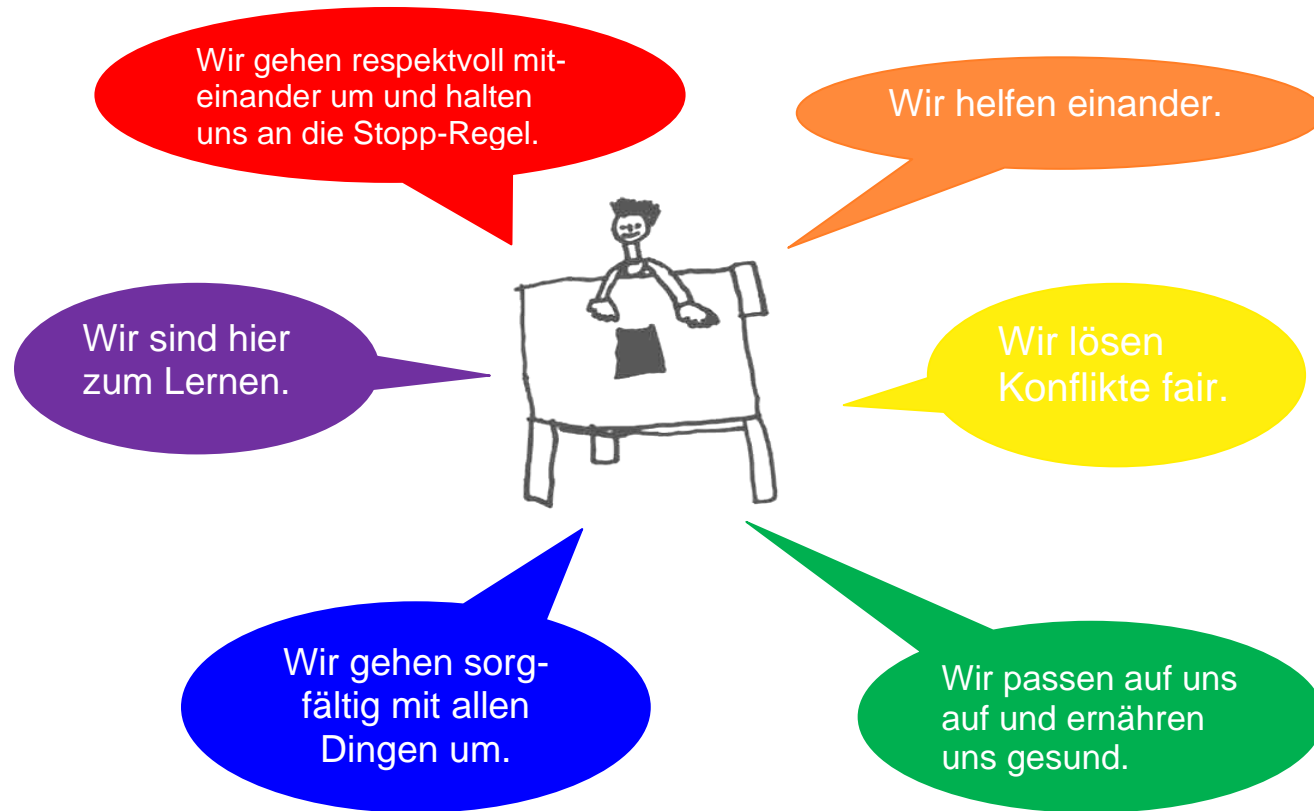 Wir gehen respektvoll mit-
einander um und halten
uns an die Stopp-Regel.
Wir helfen einander.
Wir sind hier
zum Lernen.
Wir lösen
Konflikte fair.
Wir gehen sorg-
fältig mit allen
Dingen um.
Wir passen auf uns
auf und ernähren
uns gesund.